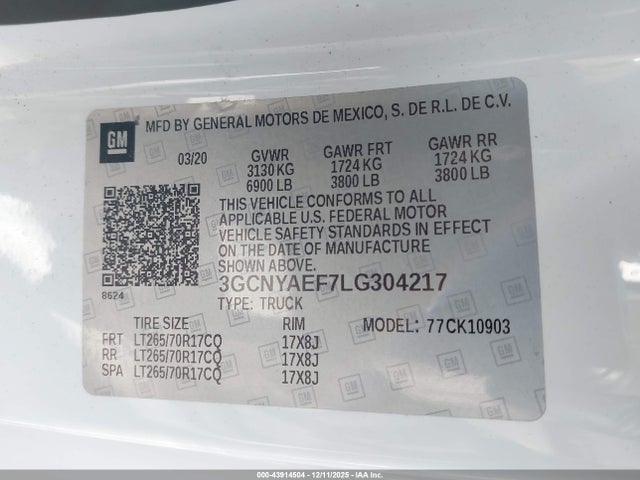 GM
MFD BY GENERAL MOTORS DE MEXICO, S. DE R.L. DE C.V.
03/20 GVWR GAWR FRT GAWR RR
3130 KG 1724 KG 1724 KG
6900 LB 3800 LB 3800 LB
THIS VEHICLE CONFORMS TO ALL
APPLICABLE U.S. FEDERAL MOTOR
VEHICLE SAFETY STANDARDS IN EFFECT
ON THE DATE OF MANUFACTURE
SHOWN ABOVE.
8624
3GCNYAEF7LG304217
TYPE: TRUCK
TIRE SIZE RIM MODEL: 77CK10903
FRT LT265/70R17CQ 17X8J
RR LT265/70R17CQ 17X8J
SPA LT265/70R17CQ 17X8J
000-43914504 - 12/11/2025 - IAAI.COM